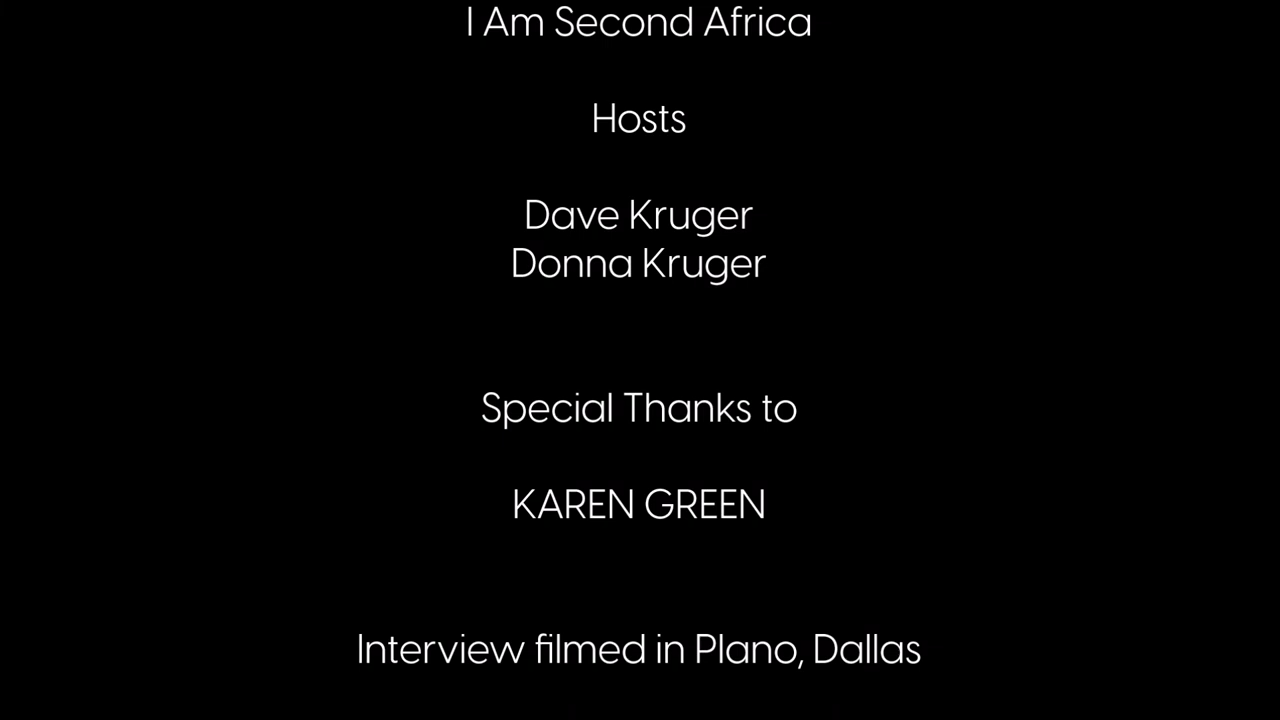 I Am Second Africa
Hosts
Dave Kruger
Donna Kruger
Special Thanks to
KAREN GREEN
Interview filmed in Plano, Dallas